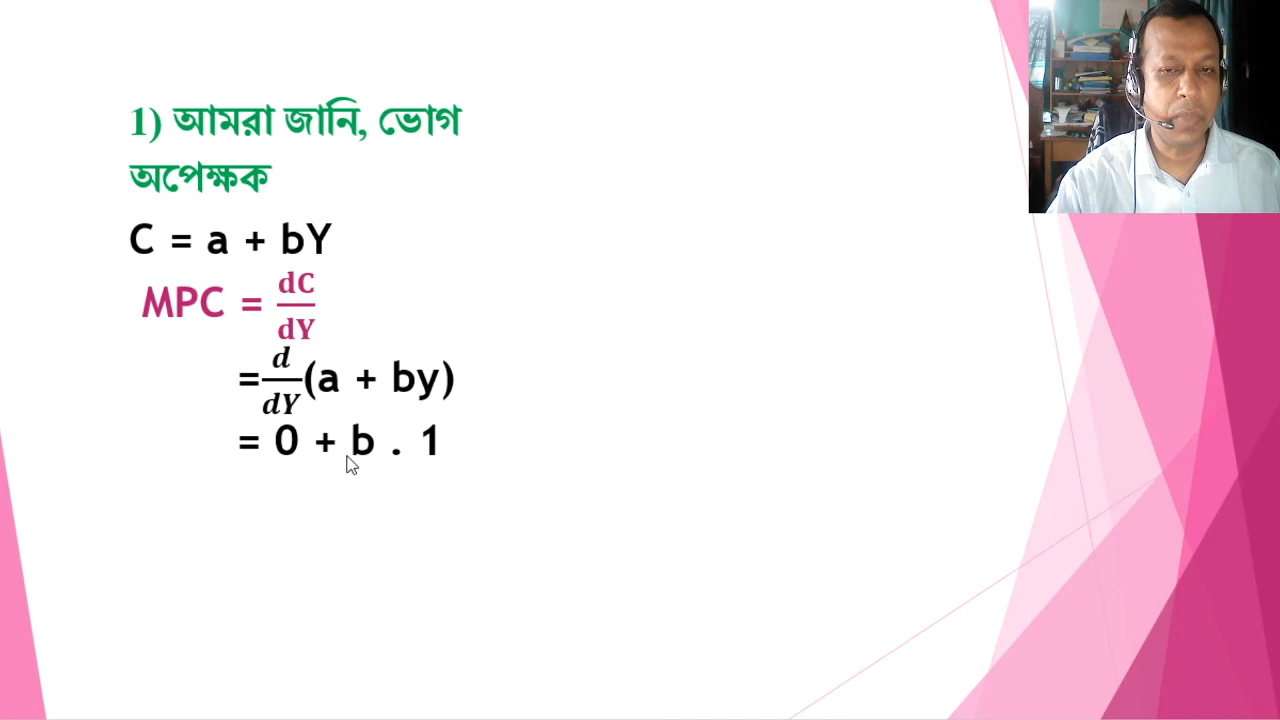 1) আমরা জানি, ভোগ
অপেক্ষক
C = a + bY
MPC = dC/dY
=d/dY(a + by)
= 0 + b . 1